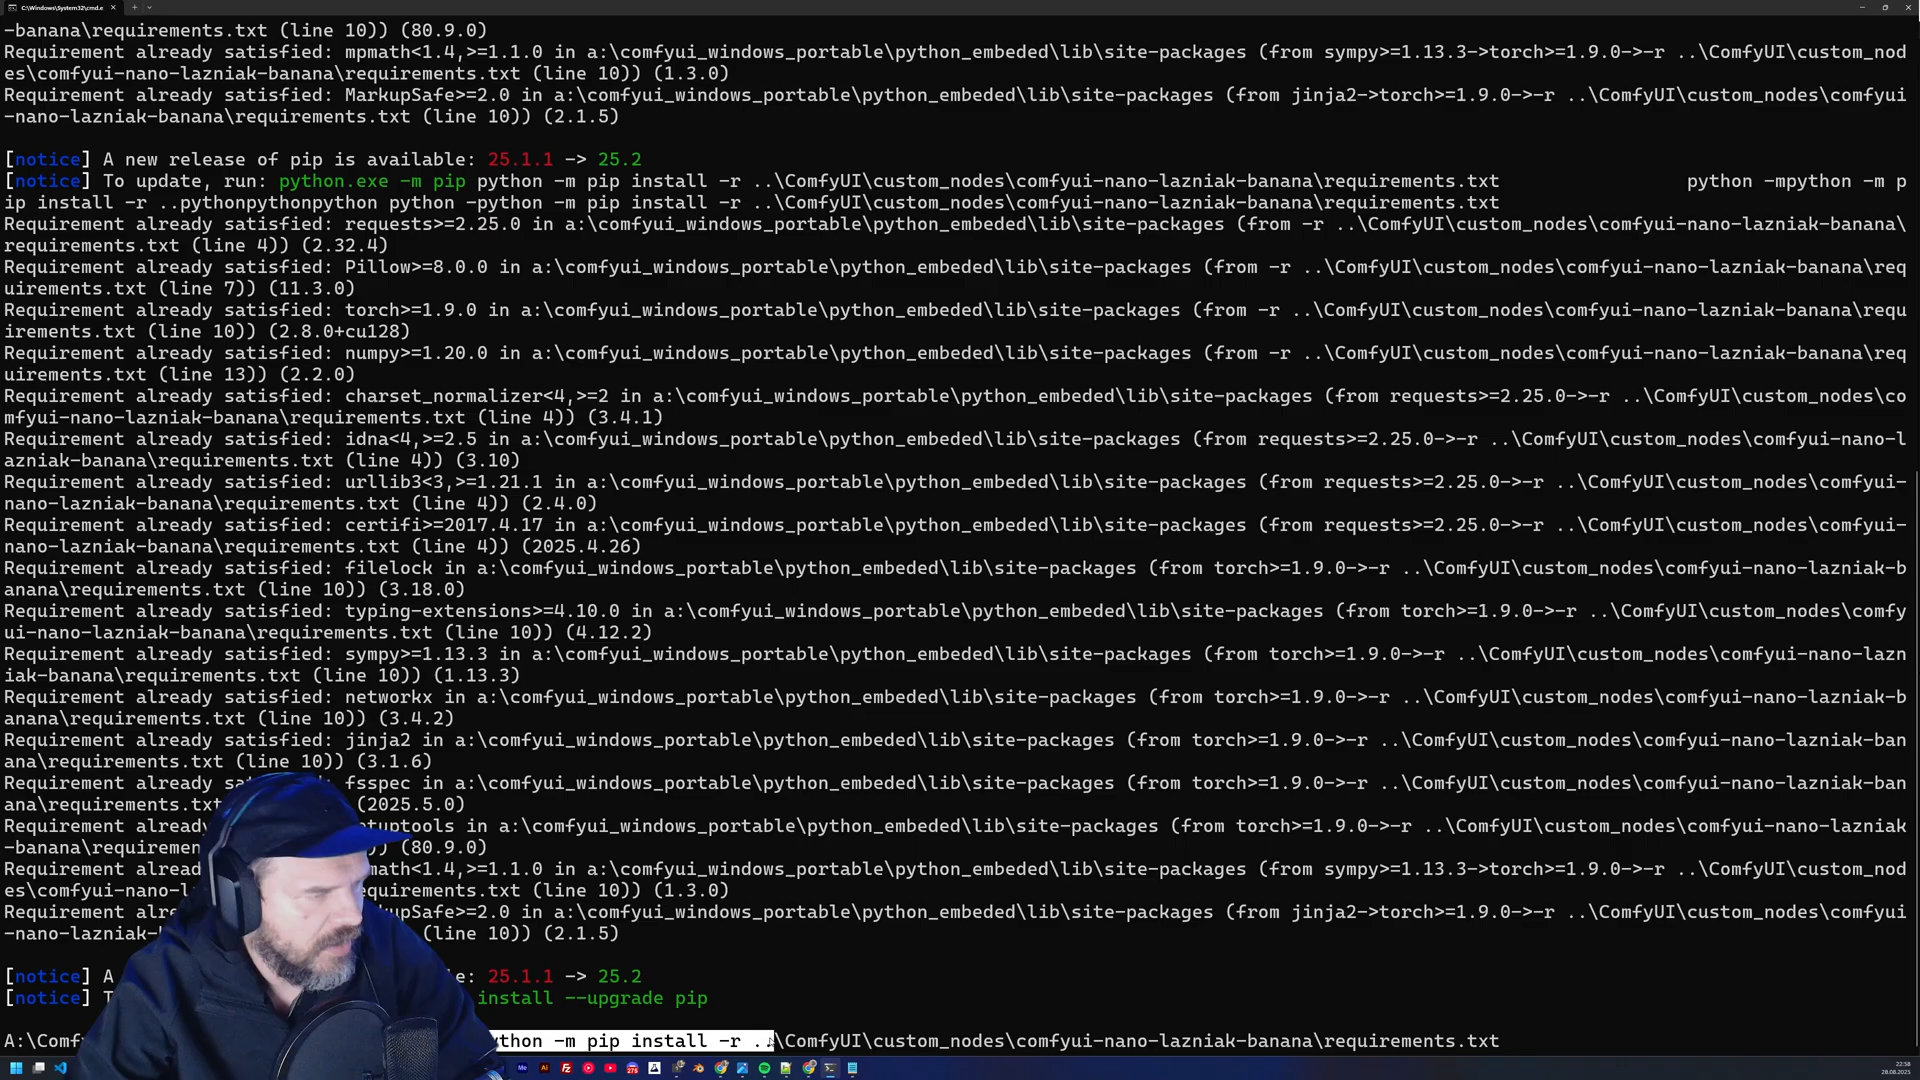 C:\Windows\System32\cmd.e
-banana\requirements.txt (line 10)) (80.9.0)
Requirement already satisfied: mpmath<1.4,>=1.1.0 in a:\comfyui_windows_portable\python_embeded\lib\site-packages (from sympy>=1.13.3->torch>=1.9.0->-r ..\ComfyUI\custom_nod
es\comfyui-nano-lazniak-banana\requirements.txt (line 10)) (1.3.0)
Requirement already satisfied: MarkupSafe>=2.0 in a:\comfyui_windows_portable\python_embeded\lib\site-packages (from jinja2->torch>=1.9.0->-r ..\ComfyUI\custom_nodes\comfyui
-nano-lazniak-banana\requirements.txt (line 10)) (2.1.5)
[notice] A new release of pip is available: 25.1.1 -> 25.2
[notice] To update, run: python.exe -m pip python -m pip install -r ..\ComfyUI\custom_nodes\comfyui-nano-lazniak-banana\requirements.txt python -mpython -m p
ip install -r ..pythonpythonpython python -python -m pip install -r ..\ComfyUI\custom_nodes\comfyui-nano-lazniak-banana\requirements.txt
Requirement already satisfied: requests>=2.25.0 in a:\comfyui_windows_portable\python_embeded\lib\site-packages (from -r ..\ComfyUI\custom_nodes\comfyui-nano-lazniak-banana\
requirements.txt (line 4)) (2.32.4)
Requirement already satisfied: Pillow>=8.0.0 in a:\comfyui_windows_portable\python_embeded\lib\site-packages (from -r ..\ComfyUI\custom_nodes\comfyui-nano-lazniak-banana\req
uirements.txt (line 7)) (11.3.0)
Requirement already satisfied: torch>=1.9.0 in a:\comfyui_windows_portable\python_embeded\lib\site-packages (from -r ..\ComfyUI\custom_nodes\comfyui-nano-lazniak-banana\requ
irements.txt (line 10)) (2.8.0+cu128)
Requirement already satisfied: numpy>=1.20.0 in a:\comfyui_windows_portable\python_embeded\lib\site-packages (from -r ..\ComfyUI\custom_nodes\comfyui-nano-lazniak-banana\req
uirements.txt (line 13)) (2.2.0)
Requirement already satisfied: charset_normalizer<4,>=2 in a:\comfyui_windows_portable\python_embeded\lib\site-packages (from requests>=2.25.0->-r ..\ComfyUI\custom_nodes\co
mfyui-nano-lazniak-banana\requirements.txt (line 4)) (3.4.1)
Requirement already satisfied: idna<4,>=2.5 in a:\comfyui_windows_portable\python_embeded\lib\site-packages (from requests>=2.25.0->-r ..\ComfyUI\custom_nodes\comfyui-nano-l
azniak-banana\requirements.txt (line 4)) (3.10)
Requirement already satisfied: urllib3<3,>=1.21.1 in a:\comfyui_windows_portable\python_embeded\lib\site-packages (from requests>=2.25.0->-r ..\ComfyUI\custom_nodes\comfyui-
nano-lazniak-banana\requirements.txt (line 4)) (2.4.0)
Requirement already satisfied: certifi>=2017.4.17 in a:\comfyui_windows_portable\python_embeded\lib\site-packages (from requests>=2.25.0->-r ..\ComfyUI\custom_nodes\comfyui-
nano-lazniak-banana\requirements.txt (line 4)) (2025.4.26)
Requirement already satisfied: filelock in a:\comfyui_windows_portable\python_embeded\lib\site-packages (from torch>=1.9.0->-r ..\ComfyUI\custom_nodes\comfyui-nano-lazniak-b
anana\requirements.txt (line 10)) (3.18.0)
Requirement already satisfied: typing-extensions>=4.10.0 in a:\comfyui_windows_portable\python_embeded\lib\site-packages (from torch>=1.9.0->-r ..\ComfyUI\custom_nodes\comfy
ui-nano-lazniak-banana\requirements.txt (line 10)) (4.12.2)
Requirement already satisfied: sympy>=1.13.3 in a:\comfyui_windows_portable\python_embeded\lib\site-packages (from torch>=1.9.0->-r ..\ComfyUI\custom_nodes\comfyui-nano-lazn
iak-banana\requirements.txt (line 10)) (1.13.3)
Requirement already satisfied: networkx in a:\comfyui_windows_portable\python_embeded\lib\site-packages (from torch>=1.9.0->-r ..\ComfyUI\custom_nodes\comfyui-nano-lazniak-b
anana\requirements.txt (line 10)) (3.4.2)
Requirement already satisfied: jinja2 in a:\comfyui_windows_portable\python_embeded\lib\site-packages (from torch>=1.9.0->-r ..\ComfyUI\custom_nodes\comfyui-nano-lazniak-ban
ana\requirements.txt (line 10)) (3.1.6)
Requirement already sa fsspec in a:\comfyui_windows_portable\python_embeded\lib\site-packages (from torch>=1.9.0->-r ..\ComfyUI\custom_nodes\comfyui-nano-lazniak-ban
ana\requirements.txt (2025.5.0)
Requirement already tuptools in a:\comfyui_windows_portable\python_embeded\lib\site-packages (from torch>=1.9.0->-r ..\ComfyUI\custom_nodes\comfyui-nano-lazniak
-banana\requiremen (80.9.0)
Requirement alrea math<1.4,>=1.1.0 in a:\comfyui_windows_portable\python_embeded\lib\site-packages (from sympy>=1.13.3->torch>=1.9.0->-r ..\ComfyUI\custom_nod
es\comfyui-nano-la equirements.txt (line 10)) (1.3.0)
Requirement alre kupSafe>=2.0 in a:\comfyui_windows_portable\python_embeded\lib\site-packages (from jinja2->torch>=1.9.0->-r ..\ComfyUI\custom_nodes\comfyui
-nano-lazniak-b (line 10)) (2.1.5)
[notice] A le: 25.1.1 -> 25.2
[notice] T install --upgrade pip
A:\Comf thon -m pip install -r ..\ComfyUI\custom_nodes\comfyui-nano-lazniak-banana\requirements.txt
Me Ai 275
22:58
28.08.2025